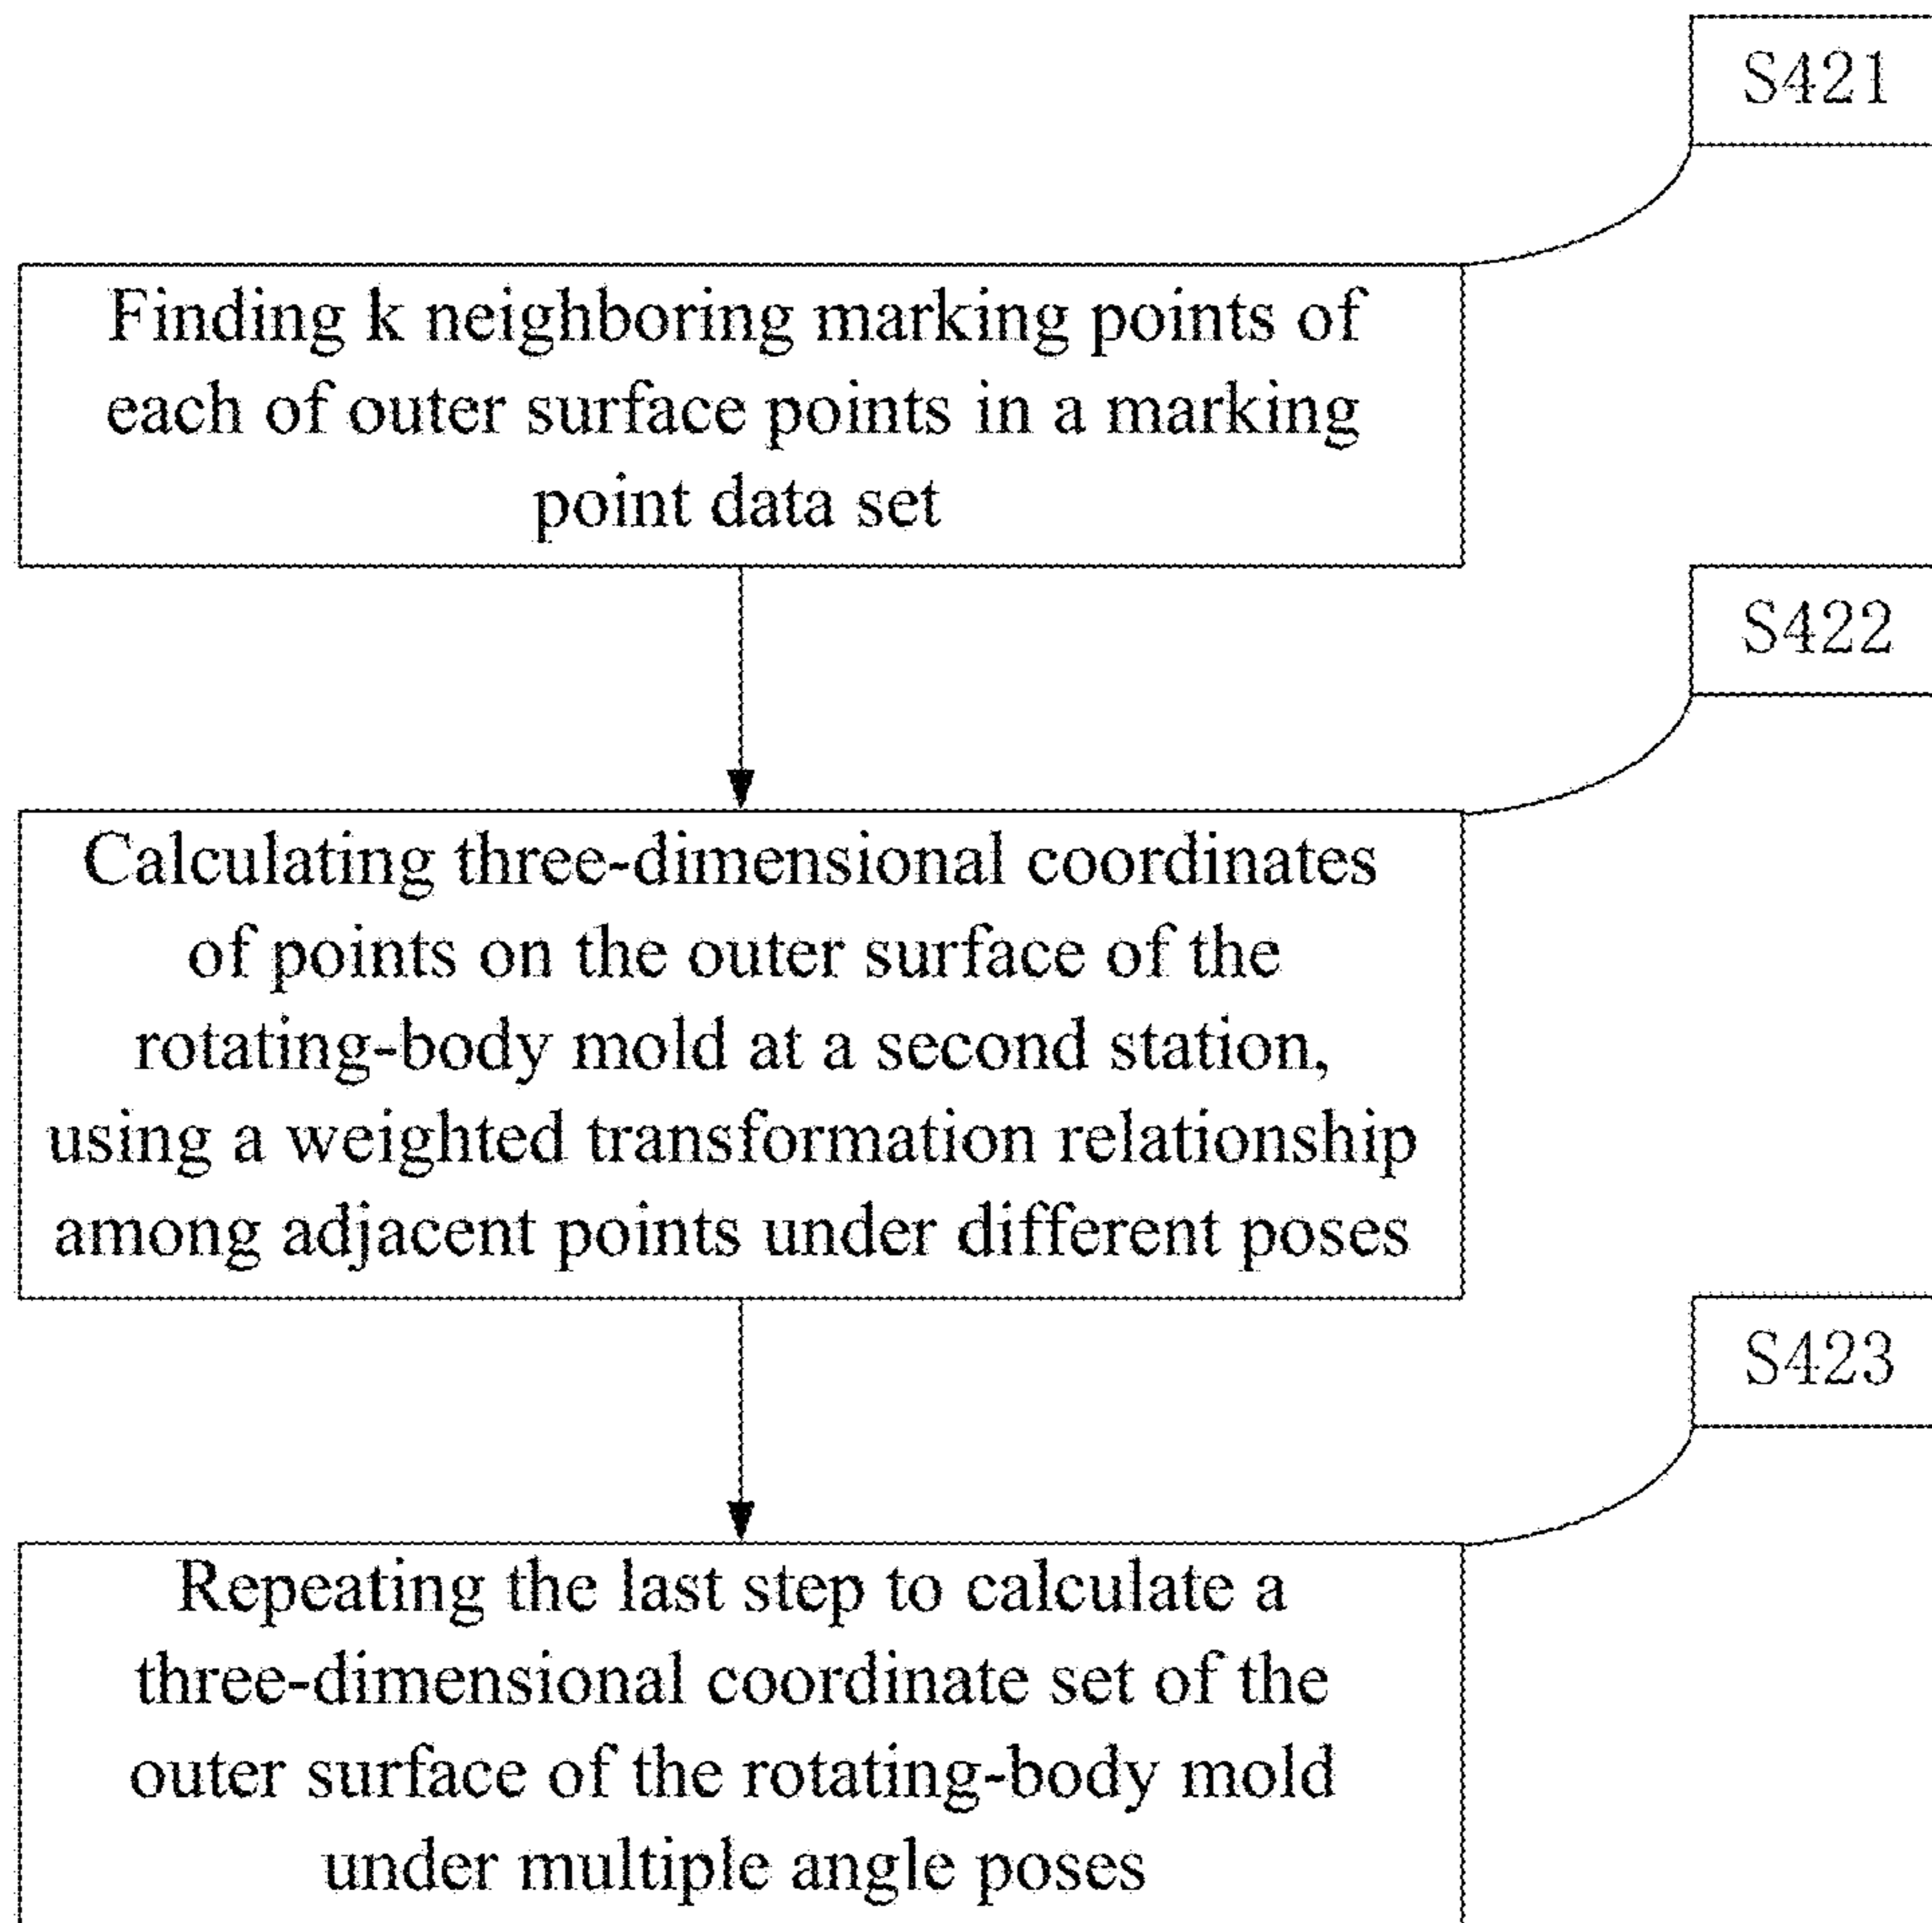 S421
Finding k neighboring marking points of
each of outer surface points in a marking
point data set
S422
Calculating three-dimensional coordinates
of points on the outer surface of the
rotating-body mold at a second station,
using a weighted transformation relationship
among adjacent points under different poses
S423
Repeating the last step to calculate a
three-dimensional coordinate set of the
outer surface of the rotating-body mold
under multiple angle poses